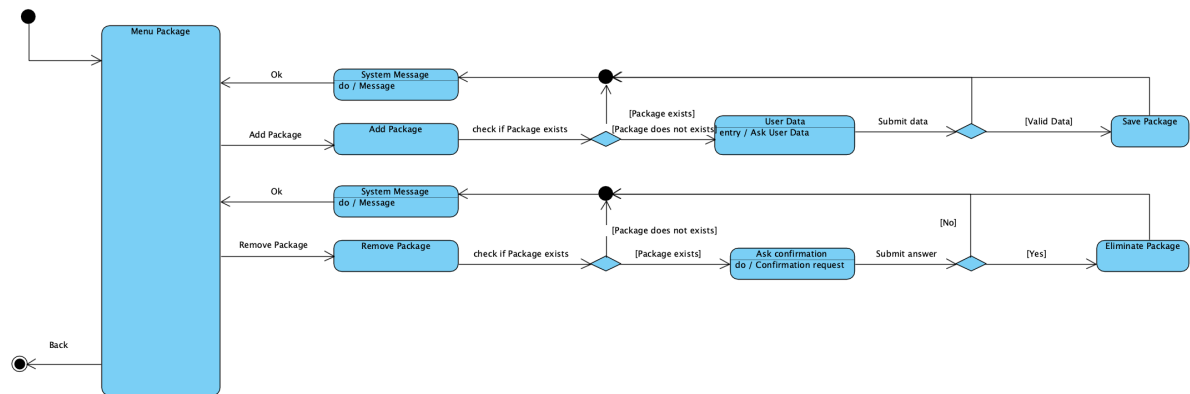 Menu Package
Ok
System Message
do / Message
Add Package
Add Package
check if Package exists
[Package exists]
[Package does not exists]
User Data
entry / Ask User Data
Submit data
[Valid Data]
Save Package
Ok
System Message
do / Message
Remove Package
Remove Package
check if Package exists
[Package does not exists]
[Package exists]
Ask confirmation
do / Confirmation request
Submit answer
[No]
[Yes]
Eliminate Package
Back